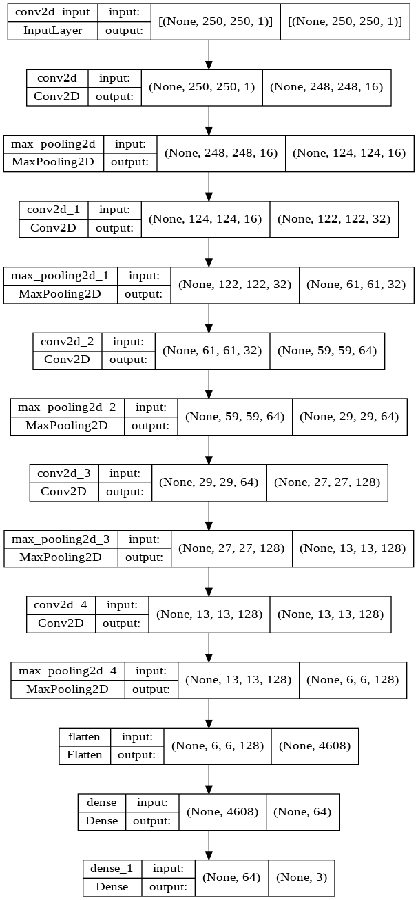 conv2d_input input: [(None, 250, 250, 1)] [(None, 250, 250, 1)]
InputLayer output:
conv2d input: (None, 250, 250, 1) (None, 248, 248, 16)
Conv2D output:
max_pooling2d input: (None, 248, 248, 16) (None, 124, 124, 16)
MaxPooling2D output:
conv2d_1 input: (None, 124, 124, 16) (None, 122, 122, 32)
Conv2D output:
max_pooling2d_1 input: (None, 122, 122, 32) (None, 61, 61, 32)
MaxPooling2D output:
conv2d_2 input: (None, 61, 61, 32) (None, 59, 59, 64)
Conv2D output:
max_pooling2d_2 input: (None, 59, 59, 64) (None, 29, 29, 64)
MaxPooling2D output:
conv2d_3 input: (None, 29, 29, 64) (None, 27, 27, 128)
Conv2D output:
max_pooling2d_3 input: (None, 27, 27, 128) (None, 13, 13, 128)
MaxPooling2D output:
conv2d_4 input: (None, 13, 13, 128) (None, 13, 13, 128)
Conv2D output:
max_pooling2d_4 input: (None, 13, 13, 128) (None, 6, 6, 128)
MaxPooling2D output:
flatten input: (None, 6, 6, 128) (None, 4608)
Flatten output:
dense input: (None, 4608) (None, 64)
Dense output:
dense_1 input: (None, 64) (None, 3)
Dense output: